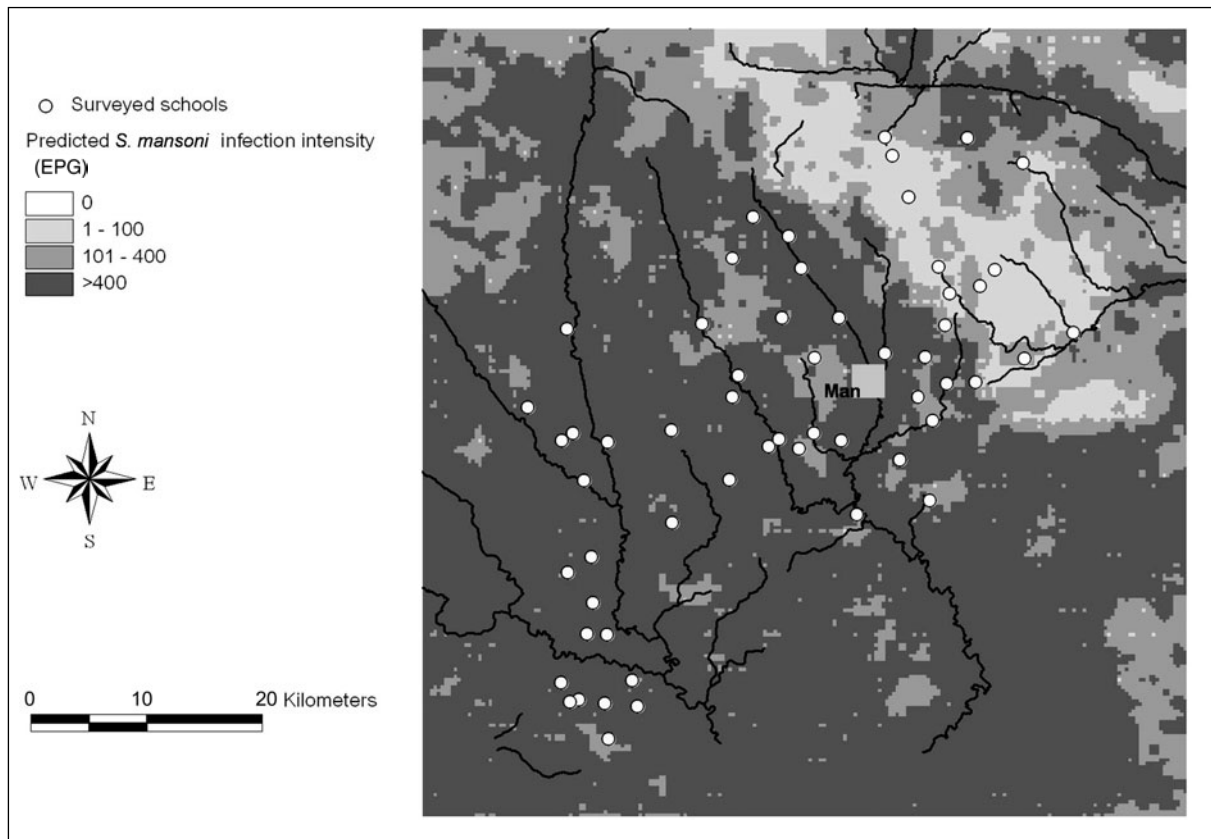 Surveyed schools
Predicted S. mansoni infection intensity
(EPG)
0
1 - 100
101 - 400
>400
Man
N
W E
S
0 10 20 Kilometers